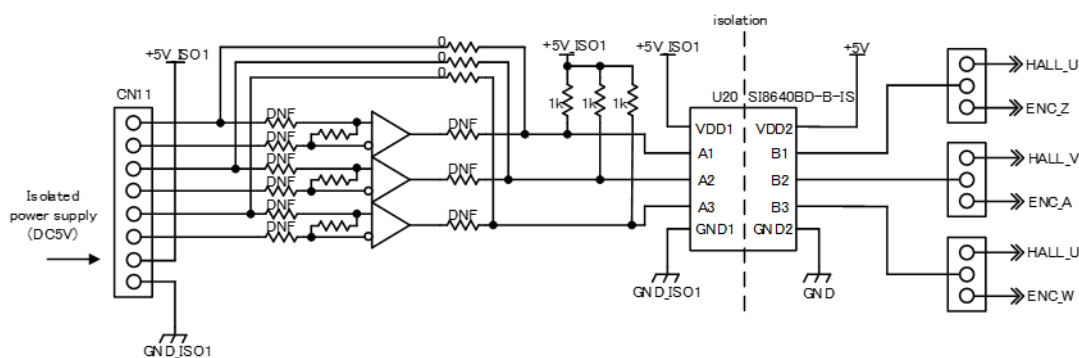 isolation
+5V_ISO1
0
0
0
+5V_ISO1
+5V_ISO1
+5V
CN11
DNF
DNF
DNF
DNF
DNF
DNF
DNF
DNF
DNF
1k
1k
1k
U20
SI8640BD-B-IS
VDD1
VDD2
A1
B1
A2
B2
A3
B3
GND1
GND2
HALL_U
ENC_Z
HALL_V
ENC_A
HALL_U
ENC_W
Isolated
power supply
(DC5V)
GND_ISO1
GND_ISO1
GND